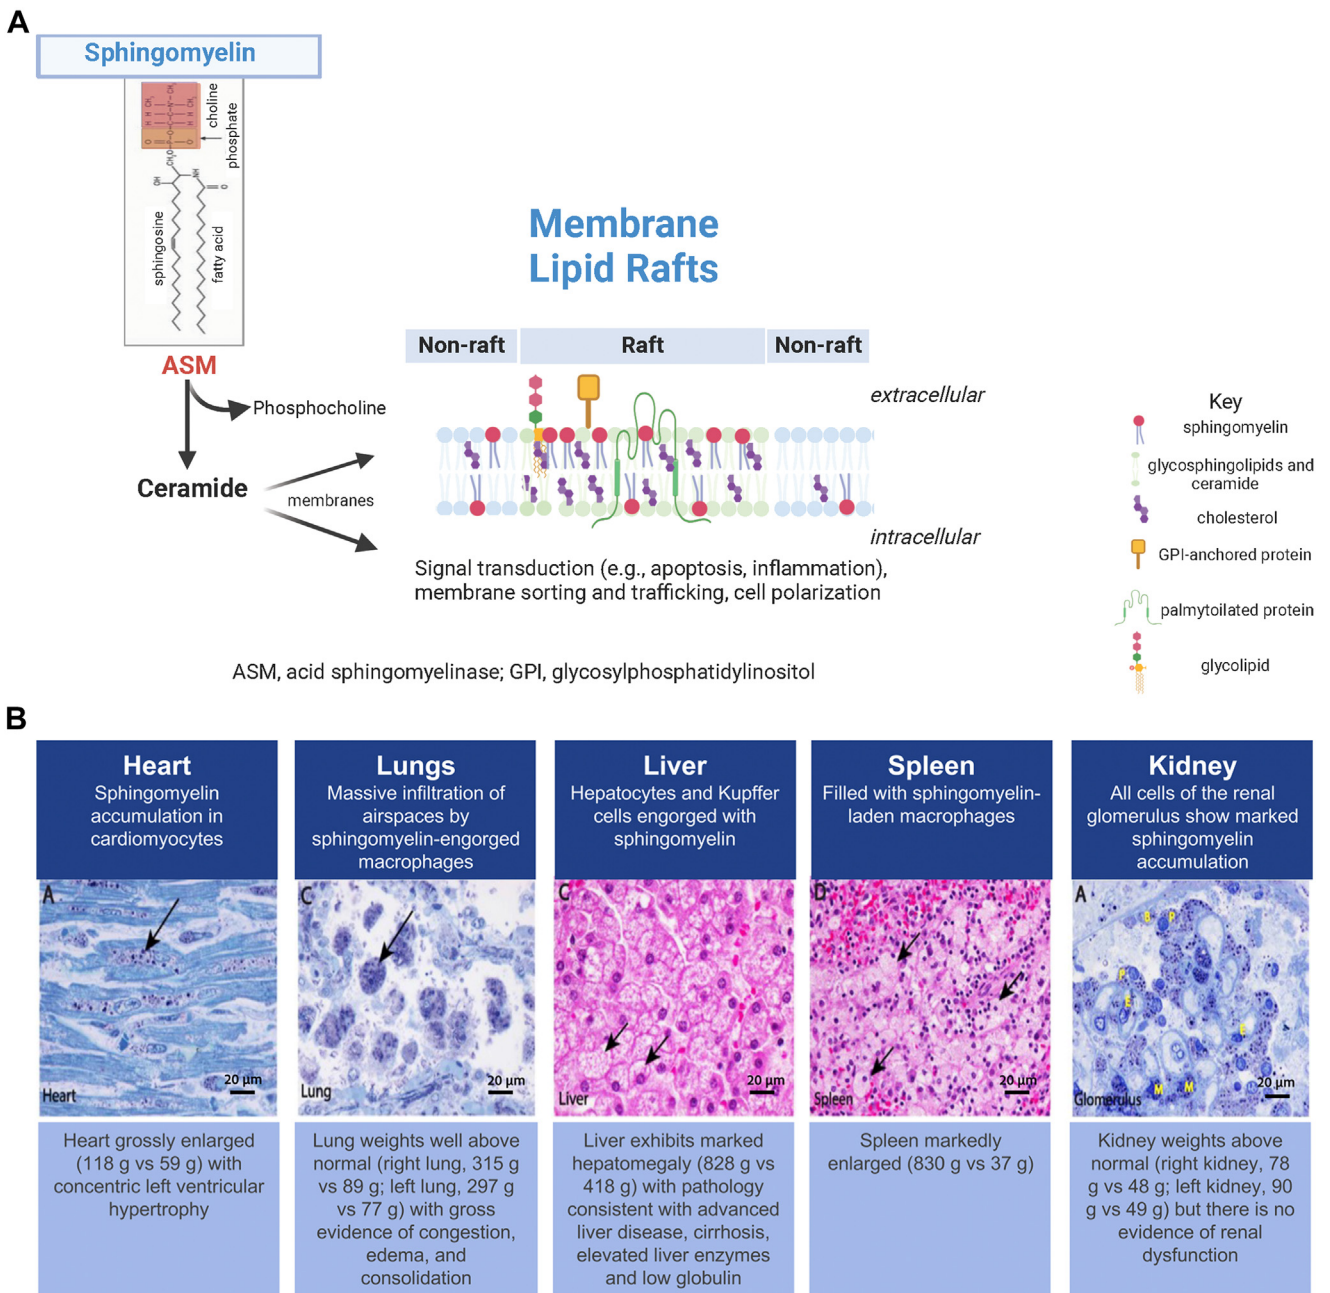 A
Sphingomyelin
choline
phosphate
CH₃
OH
NH
O
sphingosine
fatty acid
ASM
Phosphocholine
Ceramide
membranes
Membrane
Lipid Rafts
Non-raft
Raft
Non-raft
extracellular
intracellular
Signal transduction (e.g., apoptosis, inflammation),
membrane sorting and trafficking, cell polarization
Key
sphingomyelin
glycosphingolipids and
ceramide
cholesterol
GPI-anchored protein
palmytoilated protein
glycolipid
ASM, acid sphingomyelinase; GPI, glycosylphosphatidylinositol
B
Heart
Sphingomyelin
accumulation in
cardiomyocytes
A
20 µm
Heart
Heart grossly enlarged
(118 g vs 59 g) with
concentric left ventricular
hypertrophy
Lungs
Massive infiltration of
airspaces by
sphingomyelin-engorged
macrophages
C
20 µm
Lung
Lung weights well above
normal (right lung, 315 g
vs 89 g; left lung, 297 g
vs 77 g) with gross
evidence of congestion,
edema, and
consolidation
Liver
Hepatocytes and Kupffer
cells engorged with
sphingomyelin
C
20 µm
Liver
Liver exhibits marked
hepatomegaly (828 g vs
418 g) with pathology
consistent with advanced
liver disease, cirrhosis,
elevated liver enzymes
and low globulin
Spleen
Filled with sphingomyelin-
laden macrophages
D
20 µm
Spleen
Spleen markedly
enlarged (830 g vs 37 g)
Kidney
All cells of the renal
glomerulus show marked
sphingomyelin
accumulation
A
B P
P
E
E
M M
20 µm
Glomerulus
Kidney weights above
normal (right kidney, 78
g vs 48 g; left kidney, 90
g vs 49 g) but there is no
evidence of renal
dysfunction